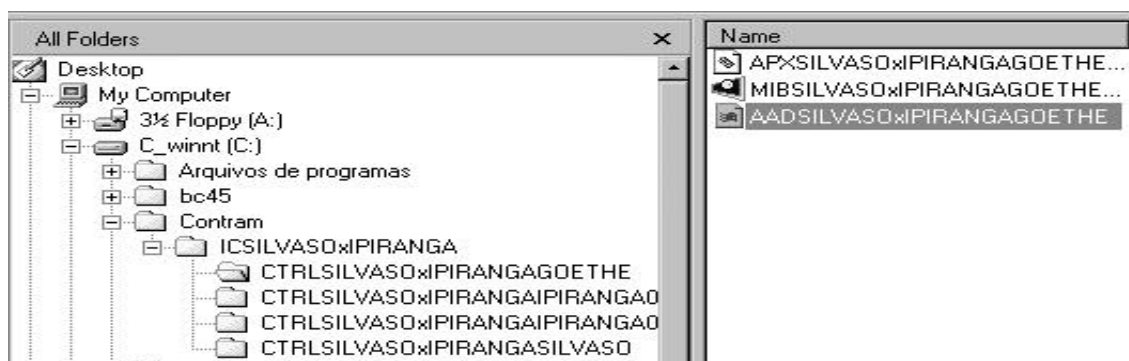 All Folders
Desktop
My Computer
3½ Floppy (A:)
C_winnt (C:)
Arquivos de programas
bc45
Contram
ICSILVASOxIPIRANGA
CTRLSILVASOxIPIRANGAGOETHE
CTRLSILVASOxIPIRANGAIPIRANGA0
CTRLSILVASOxIPIRANGAIPIRANGA0
CTRLSILVASOxIPIRANGASILVASO
Name
APXSILVASOxIPIRANGAGOETHE...
MIBSILVASOxIPIRANGAGOETHE...
AADSILVASOxIPIRANGAGOETHE